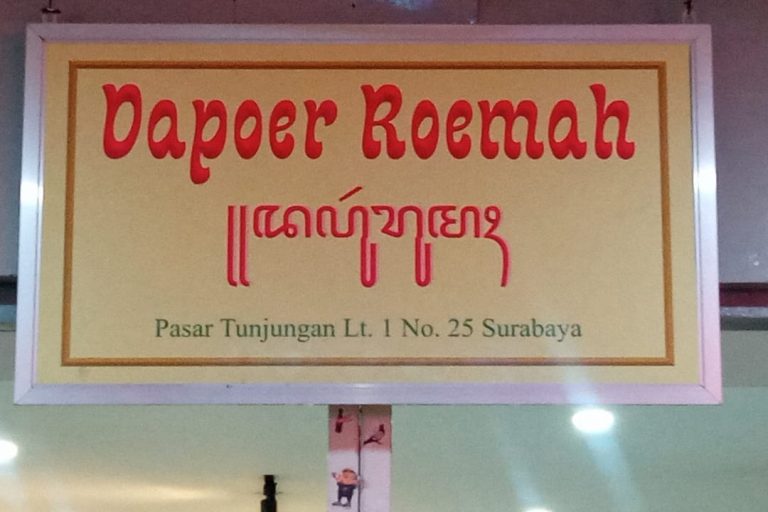 Dapoer Roemah
꧋ꦢꦥꦸꦂꦫꦸꦩꦃ
Pasar Tunjungan Lt. 1 No. 25 Surabaya